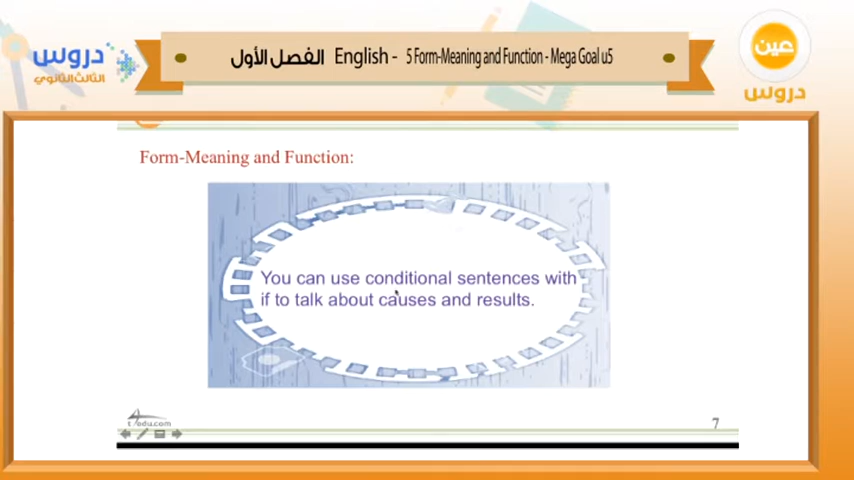 دروس
الثالث الثانوي
الفصل الأول English - 5 Form-Meaning and Function - Mega Goal u5
عين
دروس
Form-Meaning and Function:
You can use conditional sentences with
if to talk about causes and results.
t4edu.com
7